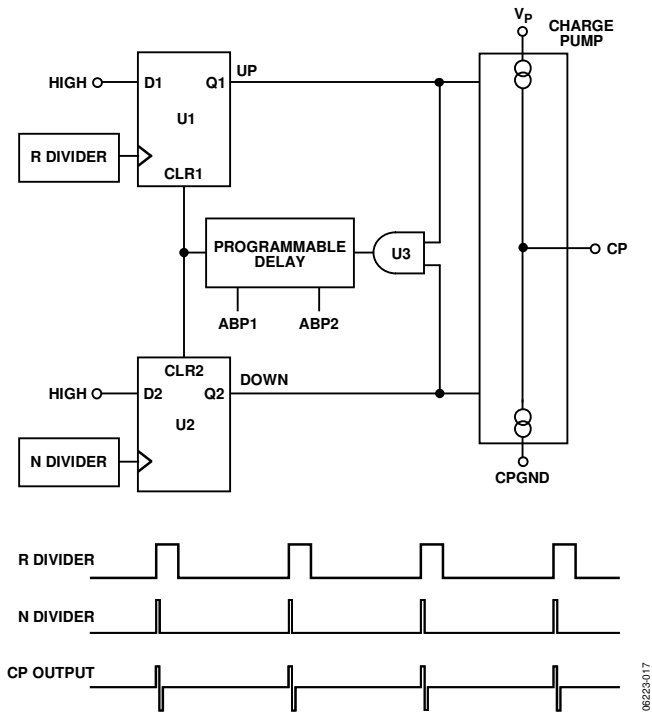 VP
CHARGE
PUMP
HIGH
D1
Q1
UP
U1
R DIVIDER
CLR1
PROGRAMMABLE
DELAY
U3
CP
ABP1
ABP2
CLR2
DOWN
HIGH
D2
Q2
U2
N DIVIDER
CPGND
R DIVIDER
N DIVIDER
CP OUTPUT
06223-017